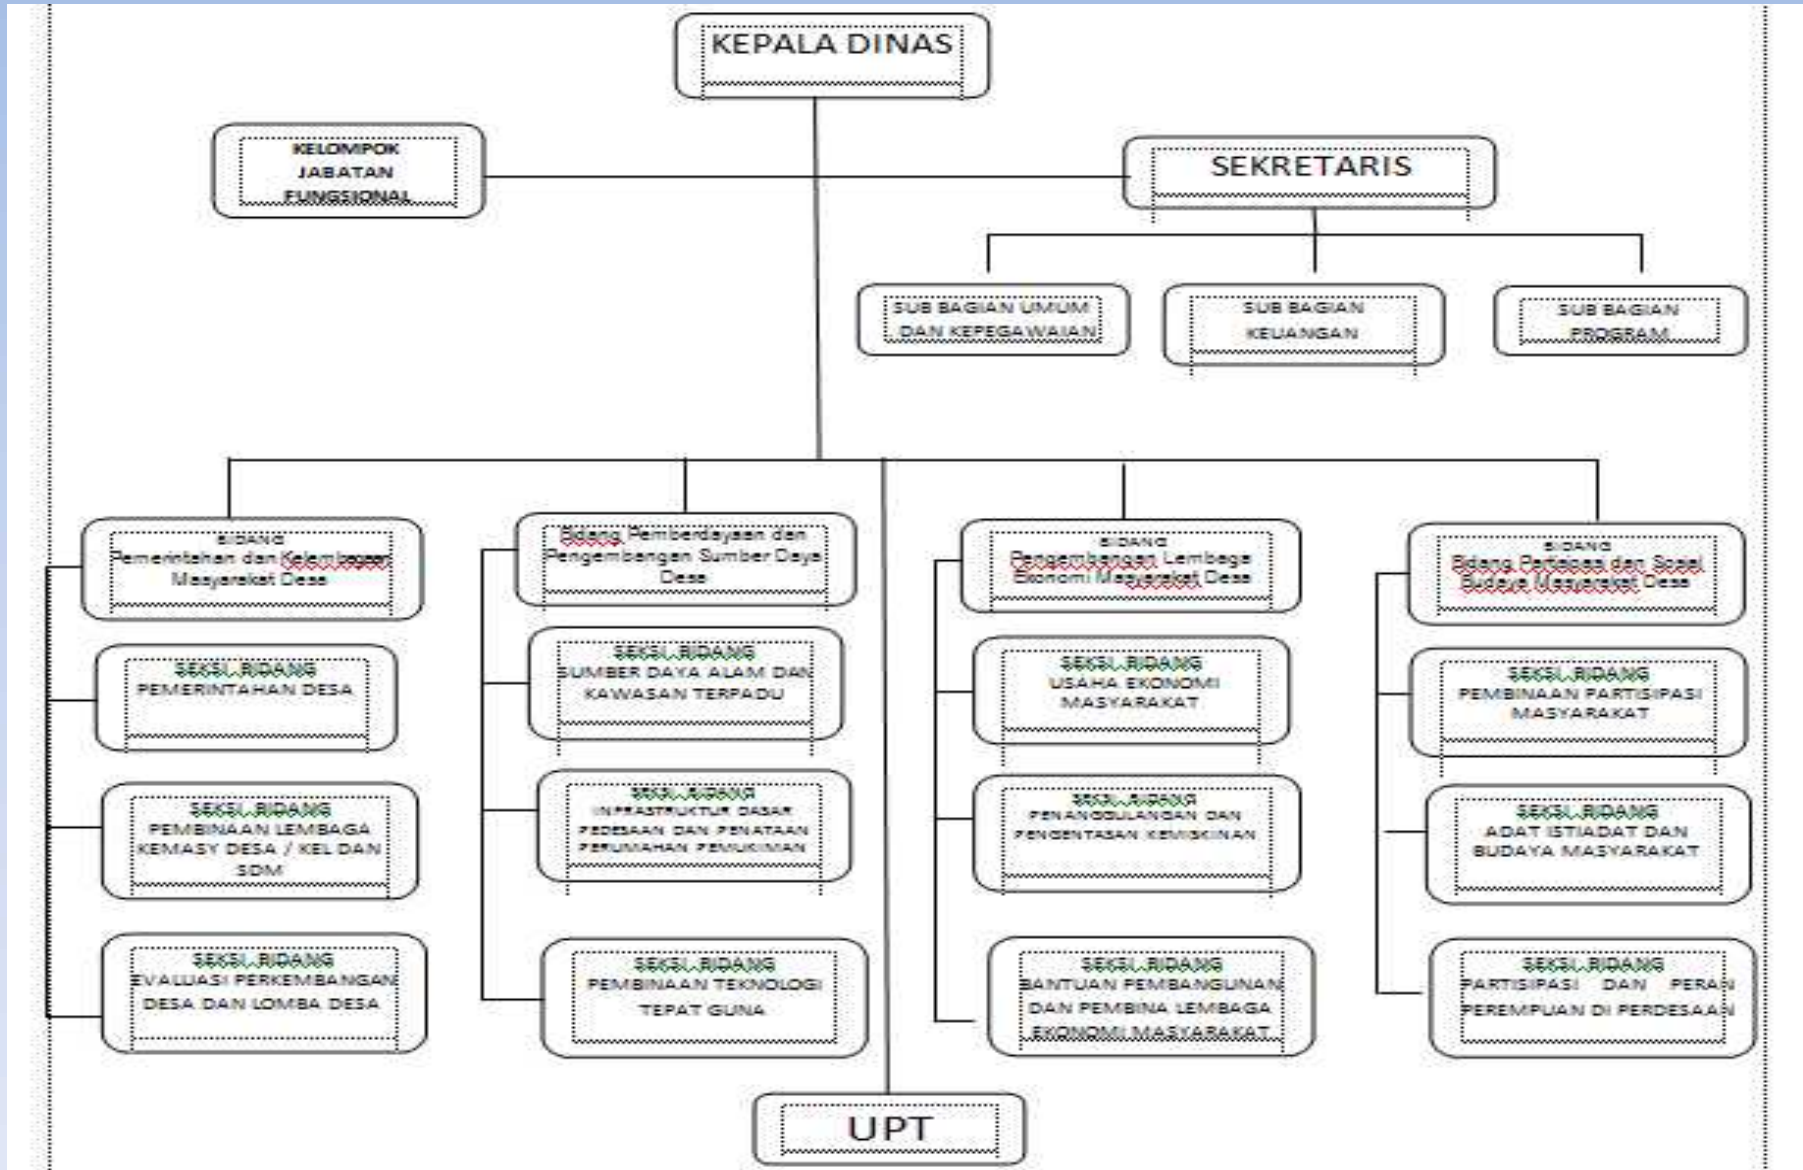 KEPALA DINAS
KELOMPOK
JABATAN
FUNGSIONAL
SEKRETARIS
SUB BAGIAN UMUM
DAN KEPEGAWAIAN
SUB BAGIAN
KEUANGAN
SUB BAGIAN
PROGRAM
BIDANG
Pemerintahan dan Kelembagaan
Masyarakat Desa
SEKSI BIDANG
PEMERINTAHAN DESA
SEKSI BIDANG
PEMBINAAN LEMBAGA
KEMASY DESA / KEL DAN
SDM
SEKSI BIDANG
EVALUASI PERKEMBANGAN
DESA DAN LOMBA DESA
Bidang Pemberdayaan dan
Pengembangan Sumber Daya
Desa
SEKSI BIDANG
SUMBER DAYA ALAM DAN
KAWASAN TERPADU
SEKSI BIDANG
INFRASTRUKTUR DASAR
PEDESAAN DAN PENATAAN
PERUMAHAN PEMUKIMAN
SEKSI BIDANG
PEMBINAAN TEKNOLOGI
TEPAT GUNA
BIDANG
Pengembangan Lembaga
Ekonomi Masyarakat Desa
SEKSI BIDANG
USAHA EKONOMI
MASYARAKAT
SEKSI BIDANG
PENANGGULANGAN DAN
PENGENTASAN KEMISKINAN
SEKSI BIDANG
BANTUAN PEMBANGUNAN
DAN PEMBINA LEMBAGA
EKONOMI MASYARAKAT
BIDANG
Bidang Partsipasi dan Sosial
Budaya Masyarakat Desa
SEKSI BIDANG
PEMBINAAN PARTISIPASI
MASYARAKAT
SEKSI BIDANG
ADAT ISTIADAT DAN
BUDAYA MASYARAKAT
SEKSI BIDANG
PARTISIPASI DAN PERAN
PEREMPUAN DI PERDESAAN
UPT